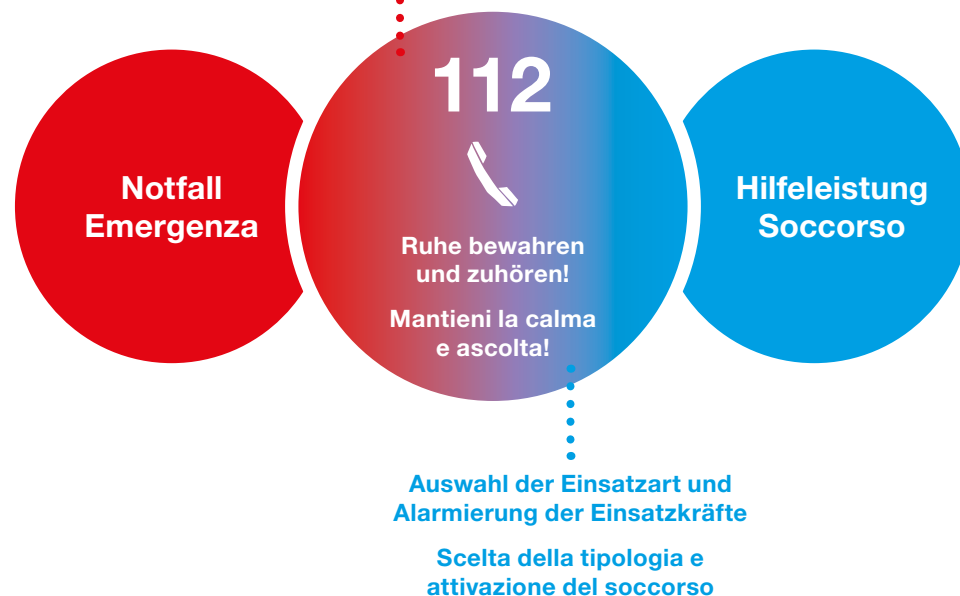 112
Notfall
Emergenza
Ruhe bewahren
und zuhören!
Mantieni la calma
e ascolta!
Hilfeleistung
Soccorso
Auswahl der Einsatzart und
Alarmierung der Einsatzkräfte
Scelta della tipologia e
attivazione del soccorso